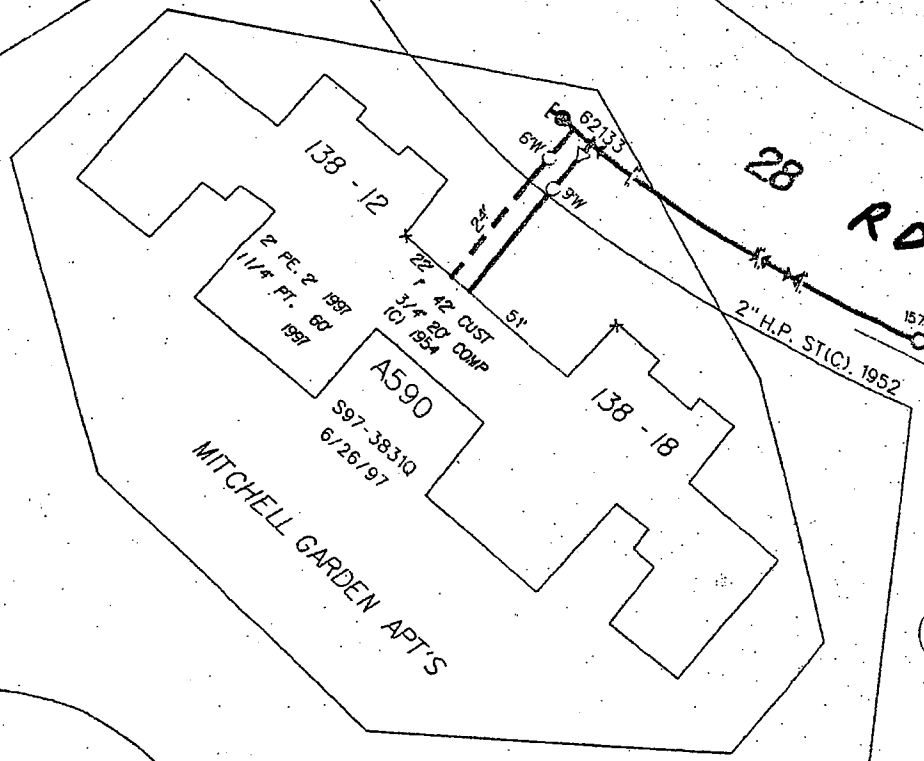 62133
6'W
9'W
28
RD
138 - 12
24'
22'
51'
2" PE. 2' 1997
1 1/4" PT. 60'
1997
42' CUST
3/4" 20' COMP
(C) 1954
2" H.P. ST(C). 1952
157
A590
S97-3831Q
6/26/97
138 - 18
MITCHELL GARDEN APT'S